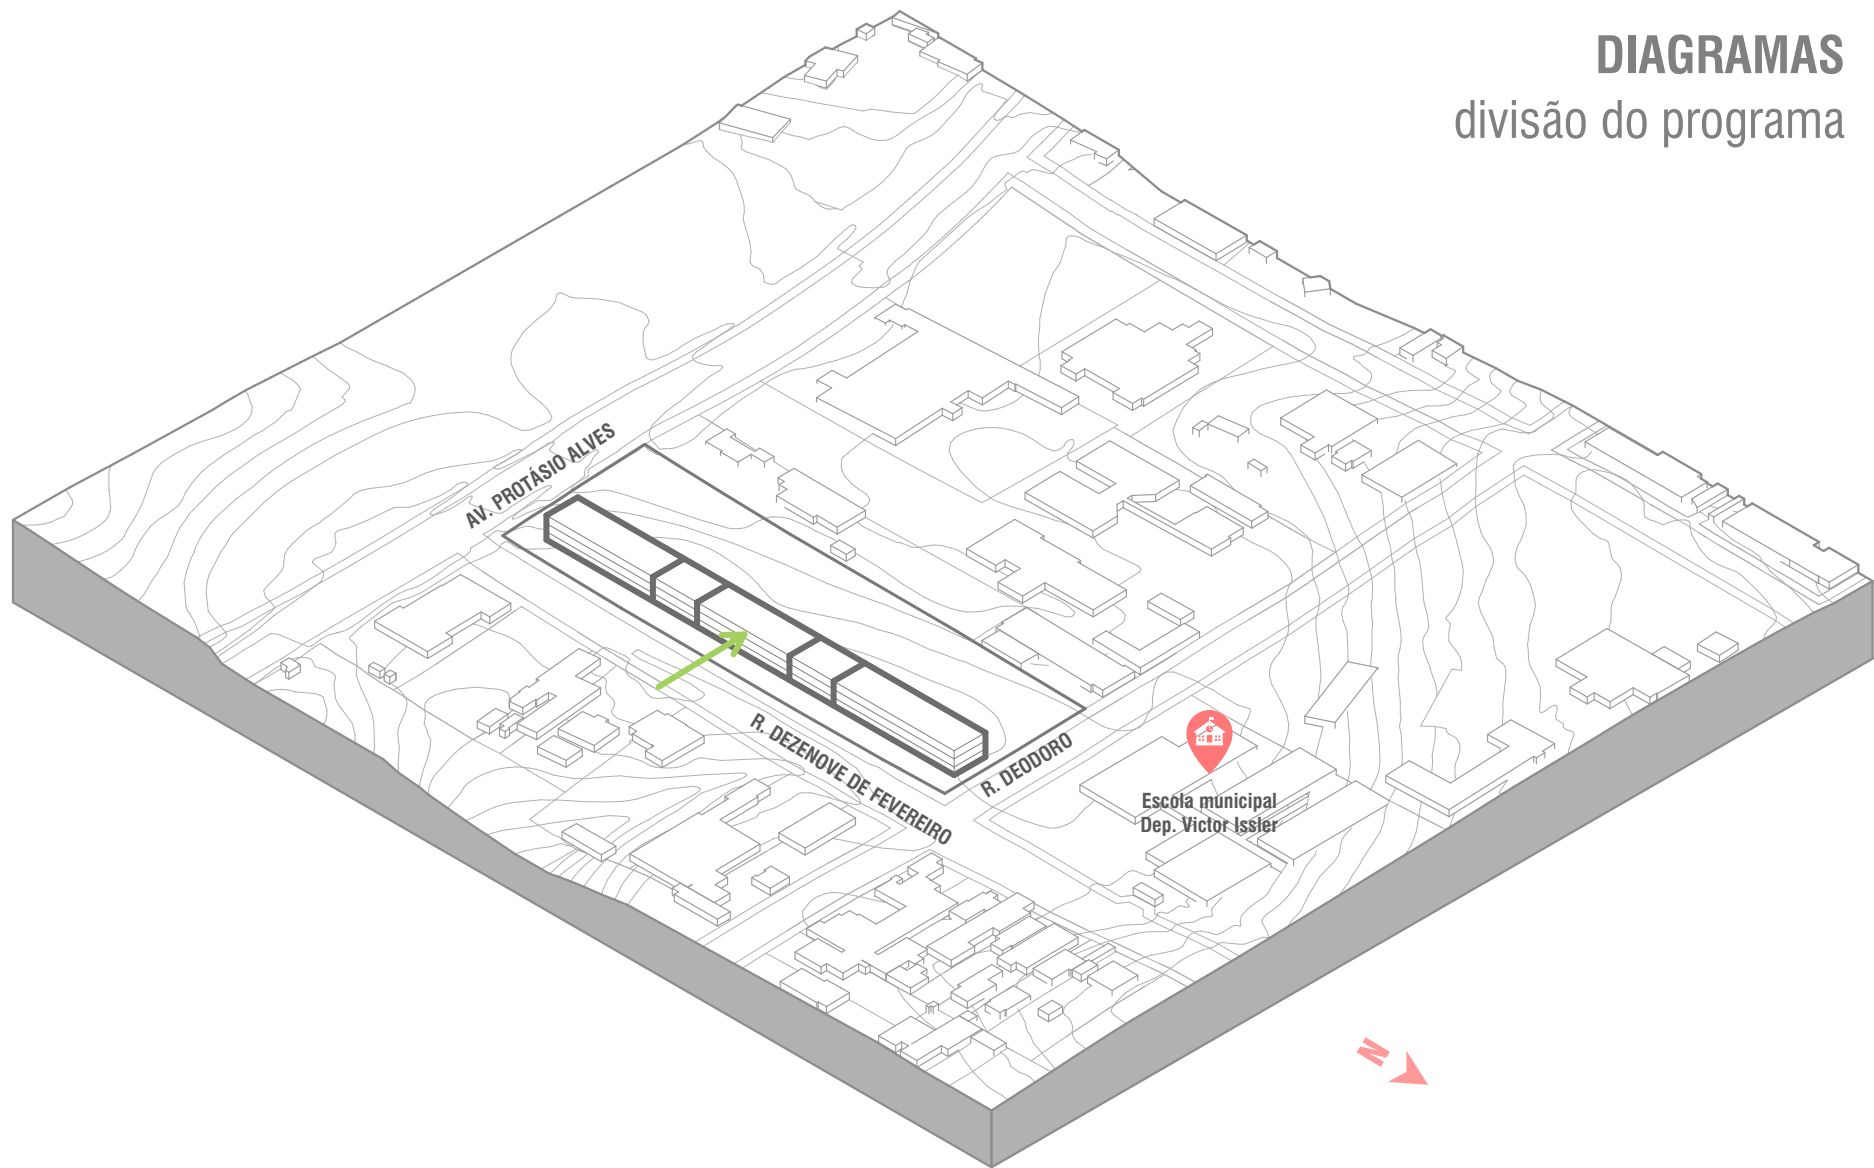 DIAGRAMAS
divisão do programa
AV. PROTÁSIO ALVES
R. DEZENOVE DE FEVEREIRO
R. DEODORO
Escola municipal
Dep. Victor Issler
N